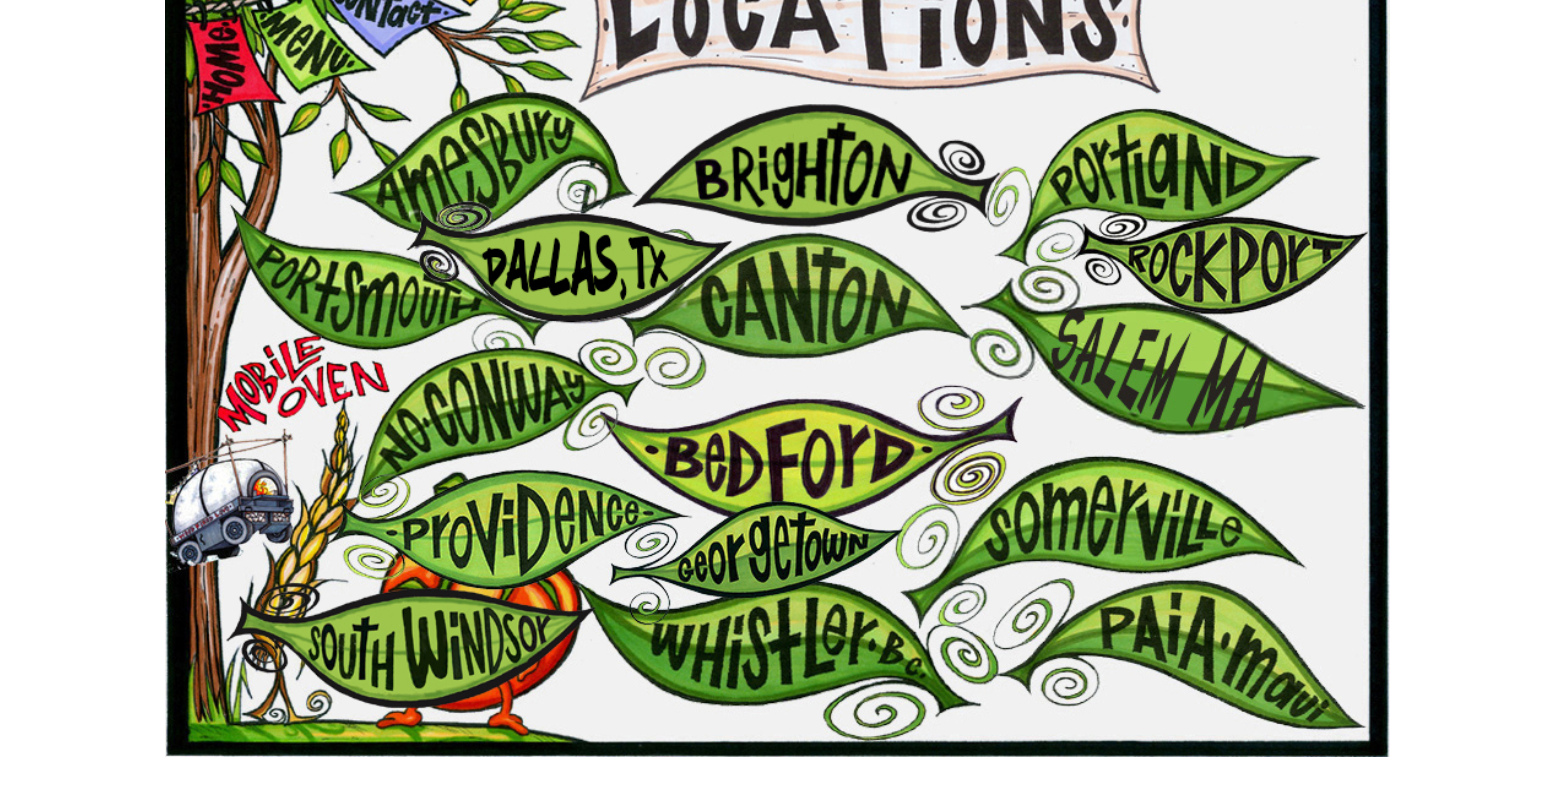 Contact.
·HOME·
·MENU·
LOCATIONS
AmesBury
BRigHtON
PortLaND
PORtSmOUtH
DALLAS, TX
CANtON
ROCKPORT
SALEM MA
MOBiLE
OVEN
NO·CONWAY
·BeDFOrD·
·PROViDENce·
GeOrgetOwN
SOmerViLLe
SOUtH WiNDSOr
WHiStLer·Bc.
PAiA·maui